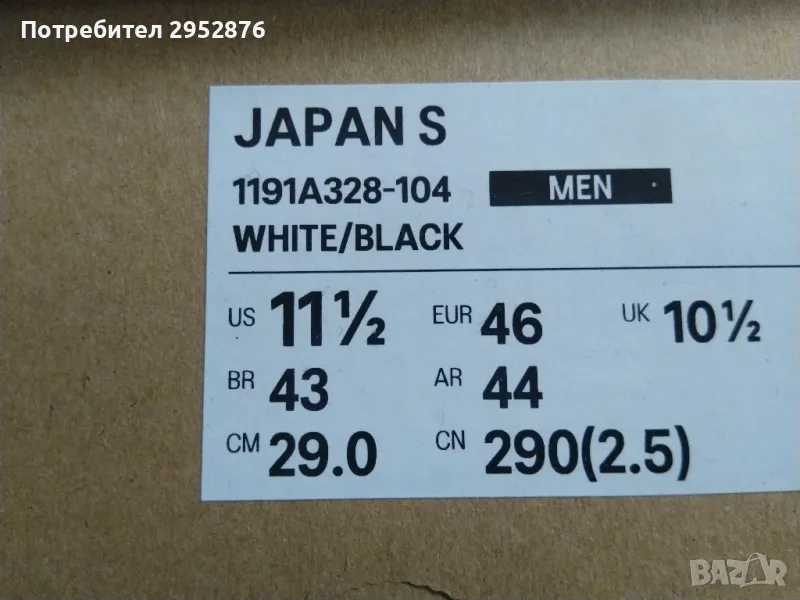 Потребител 2952876
JAPAN S
1191A328-104 MEN
WHITE/BLACK
US 11½ EUR 46 UK 10½
BR 43 AR 44
CM 29.0 CN 290(2.5)
BAZAR